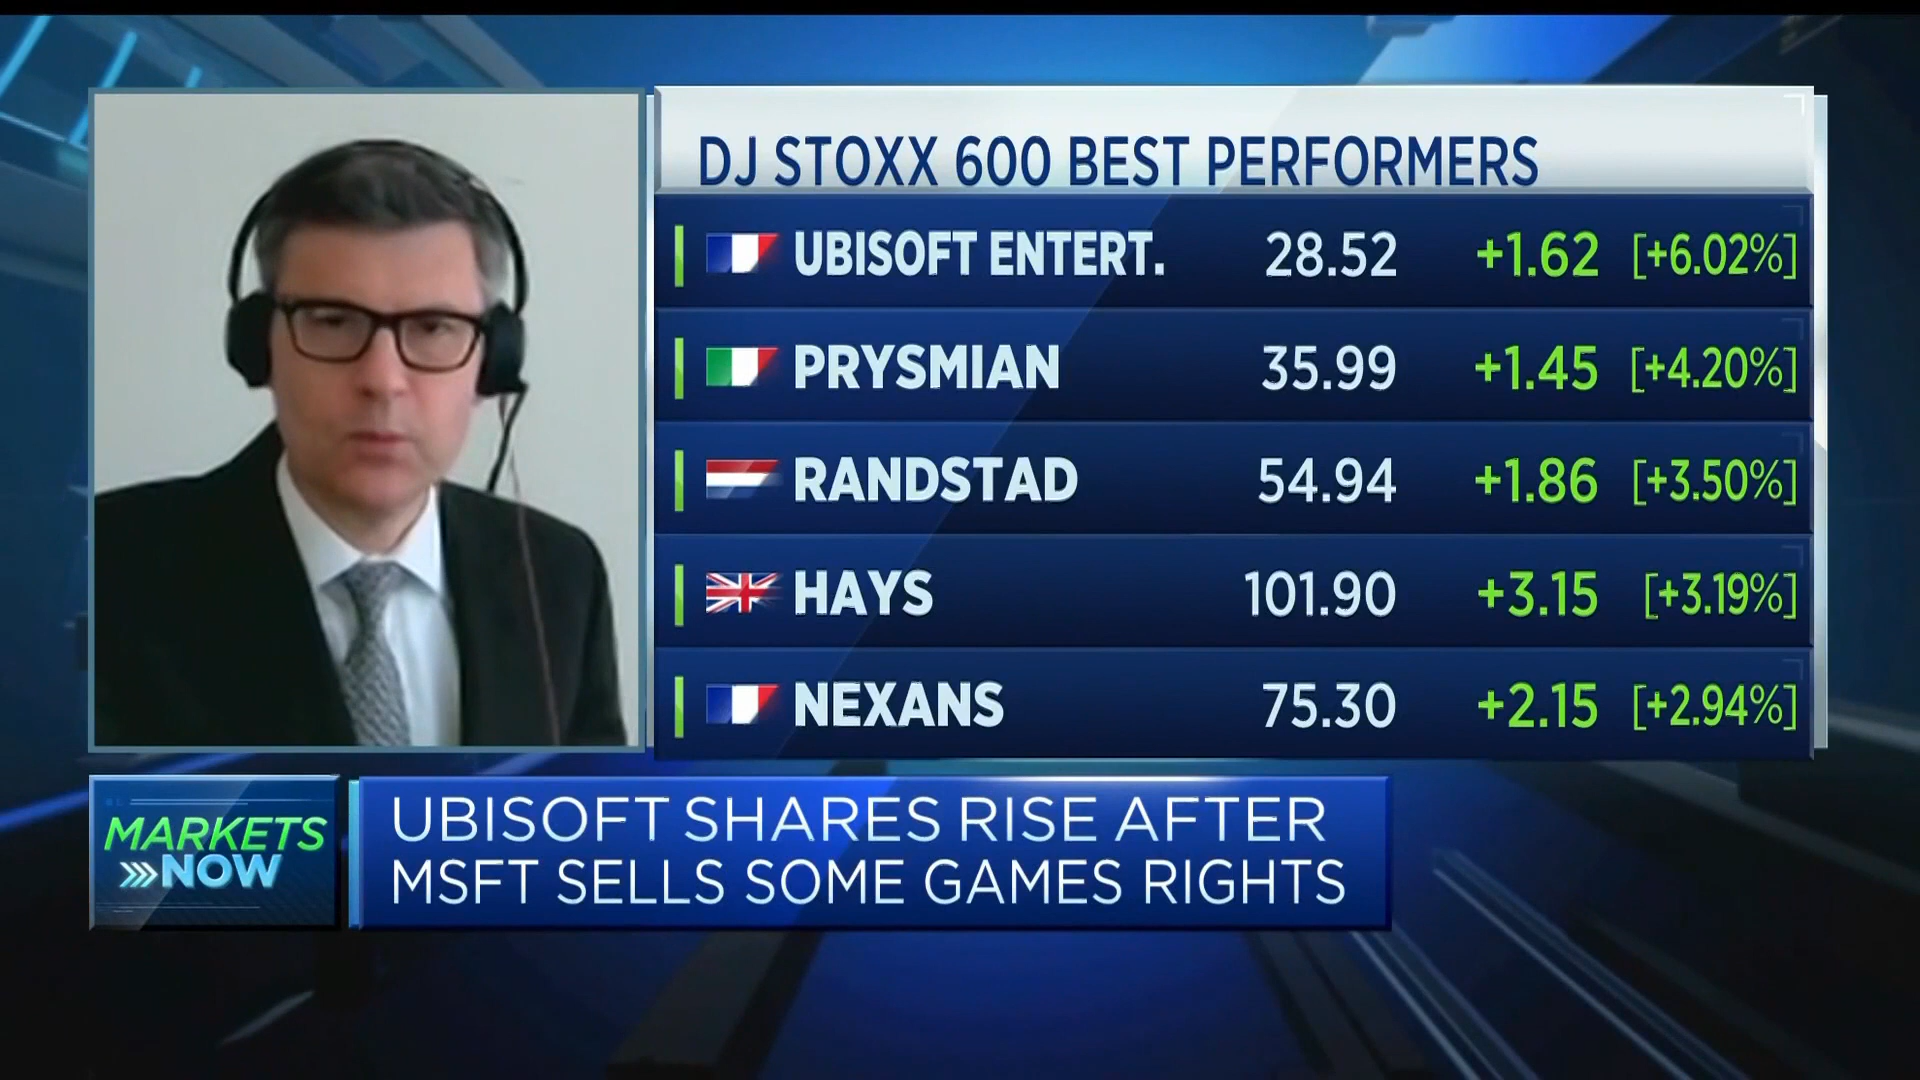 DJ STOXX 600 BEST PERFORMERS
UBISOFT ENTERT. 28.52 +1.62 [+6.02%]
PRYSMIAN 35.99 +1.45 [+4.20%]
RANDSTAD 54.94 +1.86 [+3.50%]
HAYS 101.90 +3.15 [+3.19%]
NEXANS 75.30 +2.15 [+2.94%]
MARKETS
NOW
UBISOFT SHARES RISE AFTER
MSFT SELLS SOME GAMES RIGHTS